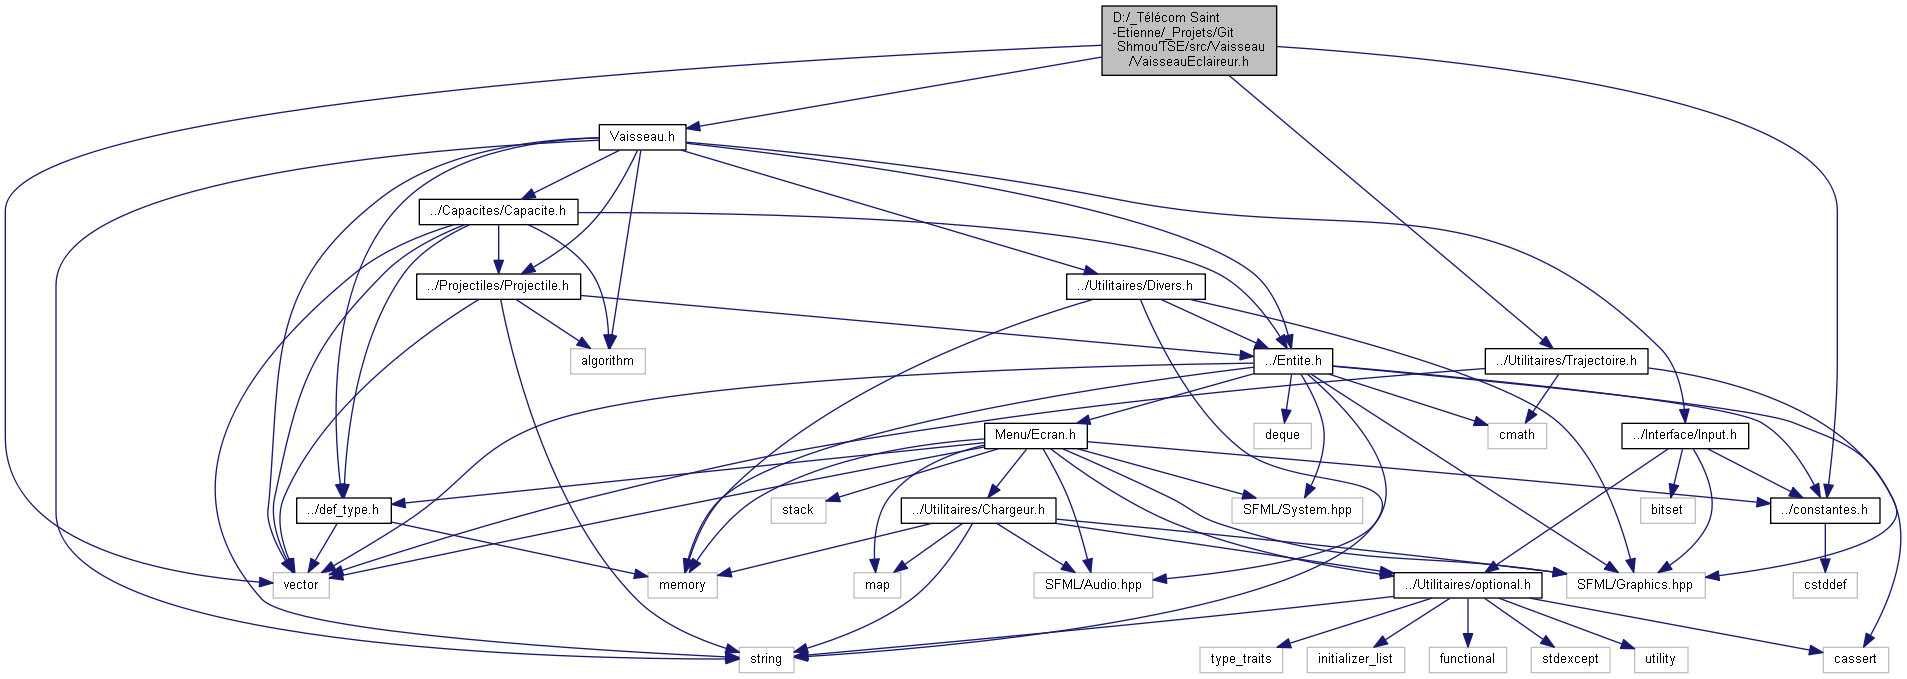 D:/_Télécom Saint
-Etienne/_Projets/Git
Shmou'TSE/src/Vaisseau
/VaisseauEclaireur.h
Vaisseau.h
../Capacites/Capacite.h
../Projectiles/Projectile.h
../Utilitaires/Divers.h
algorithm
../Entite.h
../Utilitaires/Trajectoire.h
Menu/Ecran.h
deque
cmath
../Interface/Input.h
../def_type.h
stack
../Utilitaires/Chargeur.h
SFML/System.hpp
bitset
../constantes.h
vector
memory
map
SFML/Audio.hpp
../Utilitaires/optional.h
SFML/Graphics.hpp
cstddef
string
type_traits
initializer_list
functional
stdexcept
utility
cassert